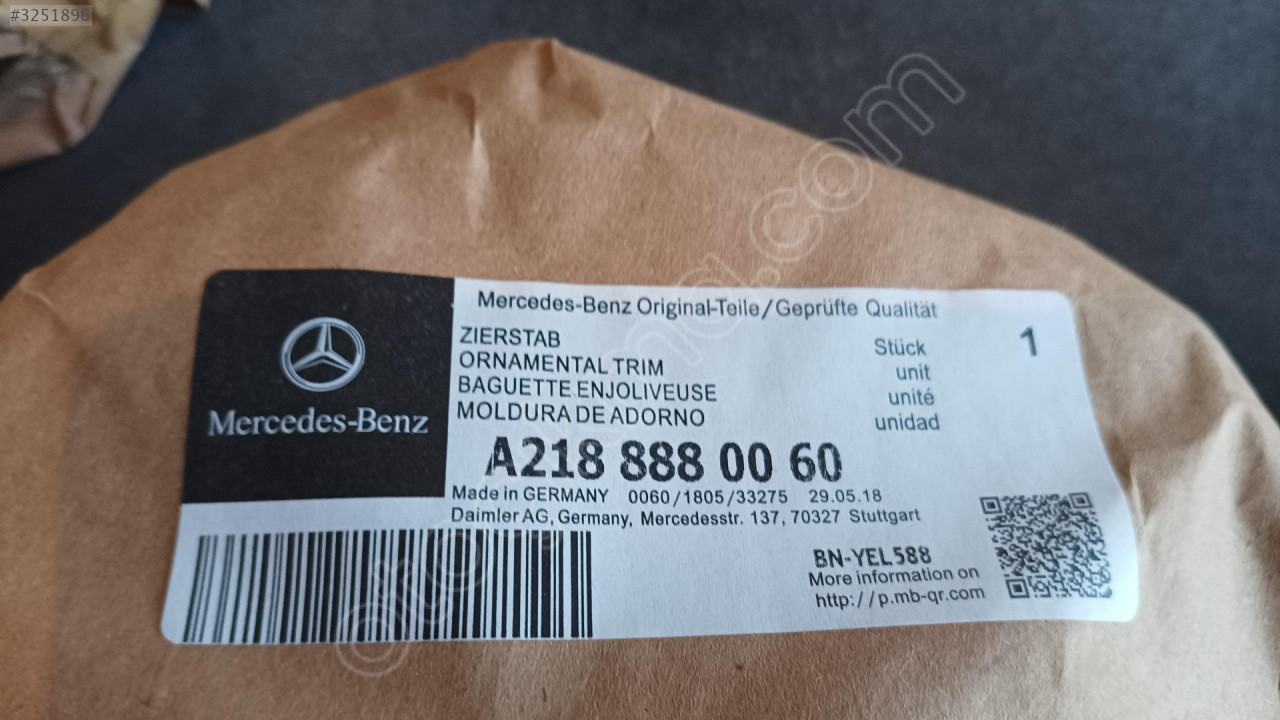 #3251896
Mercedes-Benz
Mercedes-Benz Original-Teile/Geprüfte Qualität
ZIERSTAB
ORNAMENTAL TRIM
BAGUETTE ENJOLIVEUSE
MOLDURA DE ADORNO
Stück
unit
unité
unidad
1
A218 888 00 60
Made in GERMANY 0060/1805/33275 29.05.18
Daimler AG, Germany, Mercedesstr. 137, 70327 Stuttgart
BN-YEL588
More information on
http://p.mb-qr.com